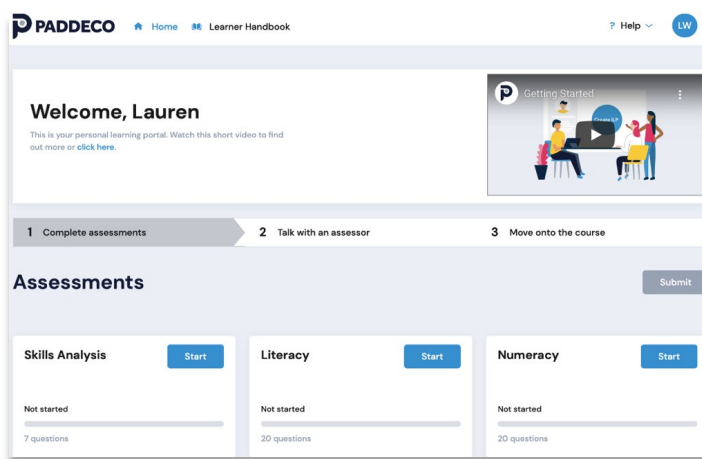 PADDECO
Home
Learner Handbook
? Help
LW
Welcome, Lauren
This is your personal learning portal. Watch this short video to find
out more or click here.
Getting Started
Create ILP
1 Complete assessments
2 Talk with an assessor
3 Move onto the course
Assessments
Submit
Skills Analysis
Start
Not started
7 questions
Literacy
Start
Not started
20 questions
Numeracy
Start
Not started
20 questions